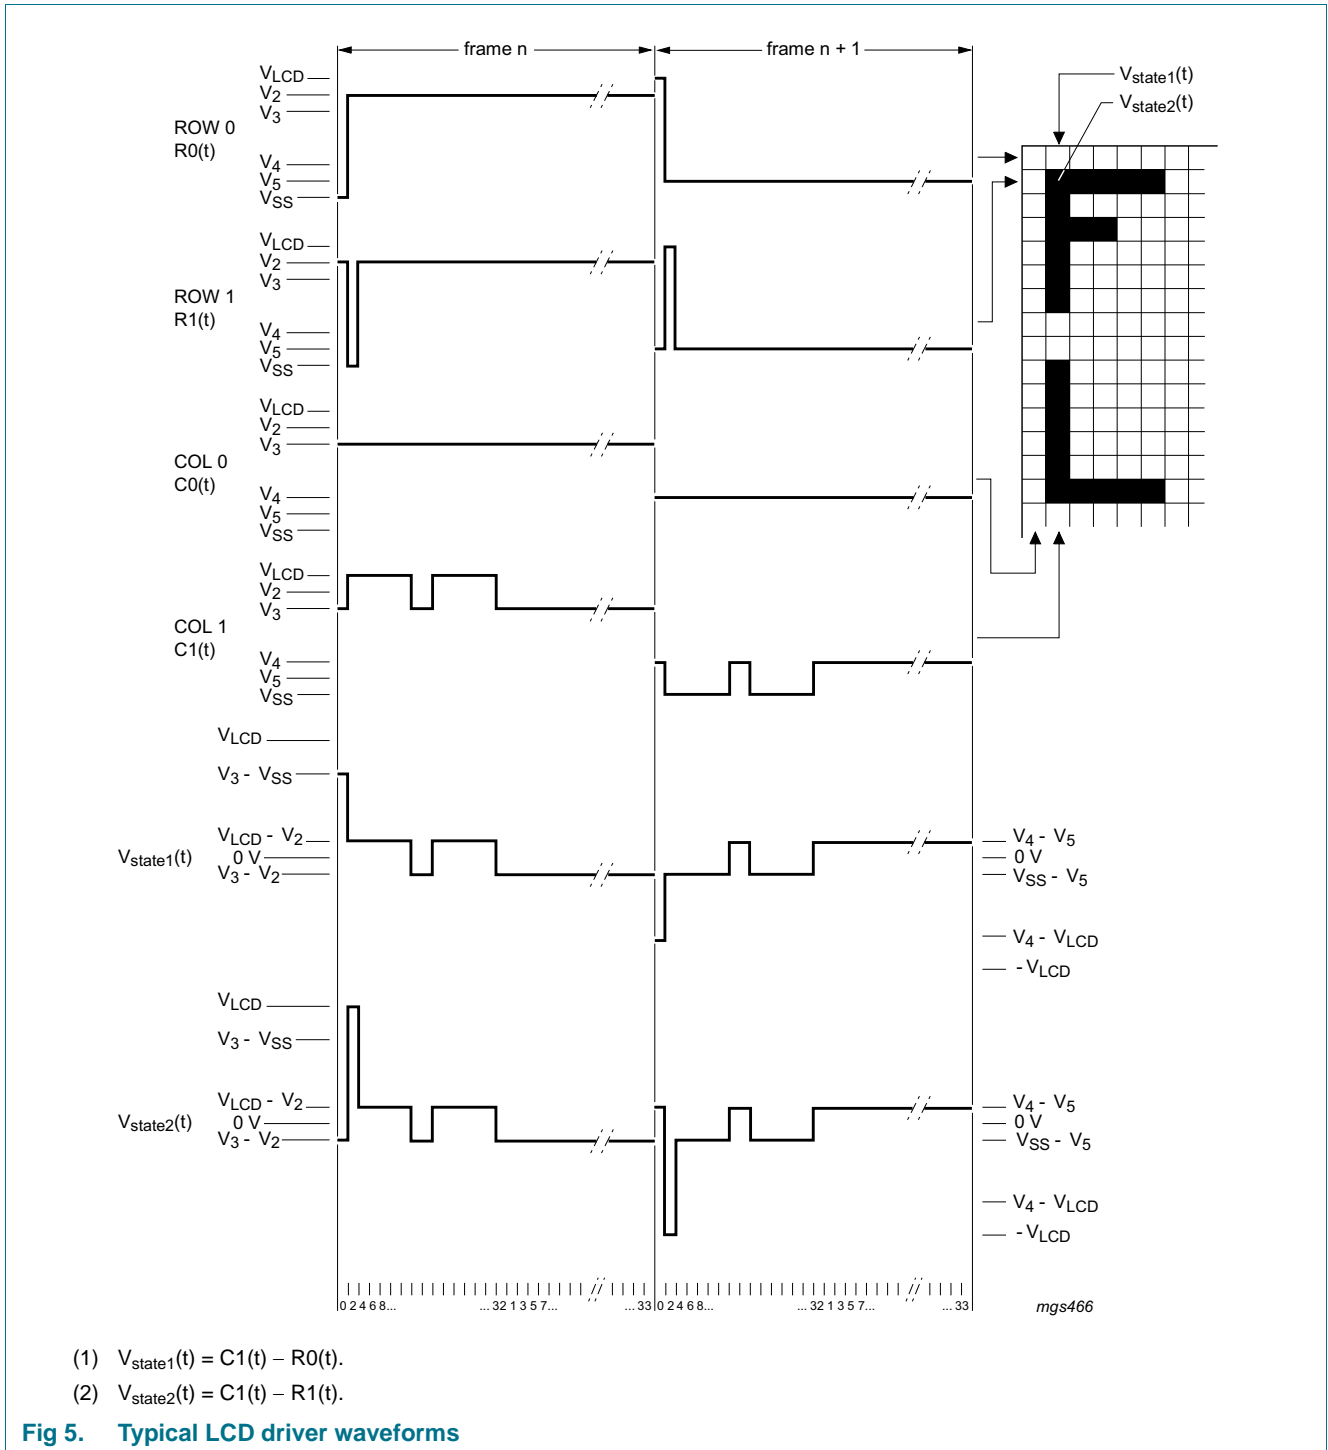 frame n frame n + 1
VLCD
V2
V3
ROW 0
R0(t)
V4
V5
VSS
Vstate1(t)
Vstate2(t)
VLCD
V2
V3
ROW 1
R1(t)
V4
V5
VSS
VLCD
V2
V3
COL 0
C0(t)
V4
V5
VSS
VLCD
V2
V3
COL 1
C1(t)
V4
V5
VSS
VLCD
V3 - VSS
VLCD - V2
Vstate1(t) 0 V
V3 - V2
V4 - V5
0 V
VSS - V5
V4 - VLCD
- VLCD
VLCD
V3 - VSS
VLCD - V2
Vstate2(t) 0 V
V3 - V2
V4 - V5
0 V
VSS - V5
V4 - VLCD
- VLCD
0 2 4 6 8... ... 32 1 3 5 7... ... 33 0 2 4 6 8... ... 32 1 3 5 7... ... 33
mgs466
(1) Vstate1(t) = C1(t) − R0(t).
(2) Vstate2(t) = C1(t) − R1(t).
Fig 5. Typical LCD driver waveforms